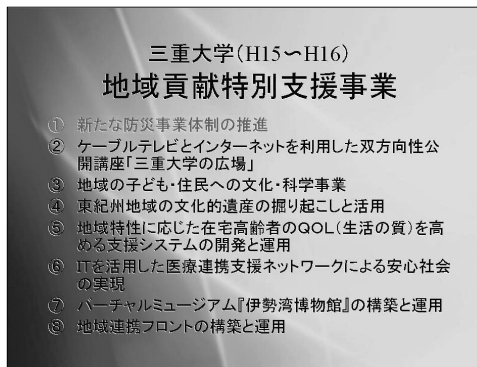 三重大学(H15～H16)
地域貢献特別支援事業
① 新たな防災事業体制の推進
② ケーブルテレビとインターネットを利用した双方向性公
開講座「三重大学の広場」
③ 地域の子ども・住民への文化・科学事業
④ 東紀州地域の文化的遺産の掘り起こしと活用
⑤ 地域特性に応じた在宅高齢者のQOL(生活の質)を高
める支援システムの開発と運用
⑥ ITを活用した医療連携支援ネットワークによる安心社会
の実現
⑦ バーチャルミュージアム『伊勢湾博物館』の構築と運用
⑧ 地域連携フロントの構築と運用